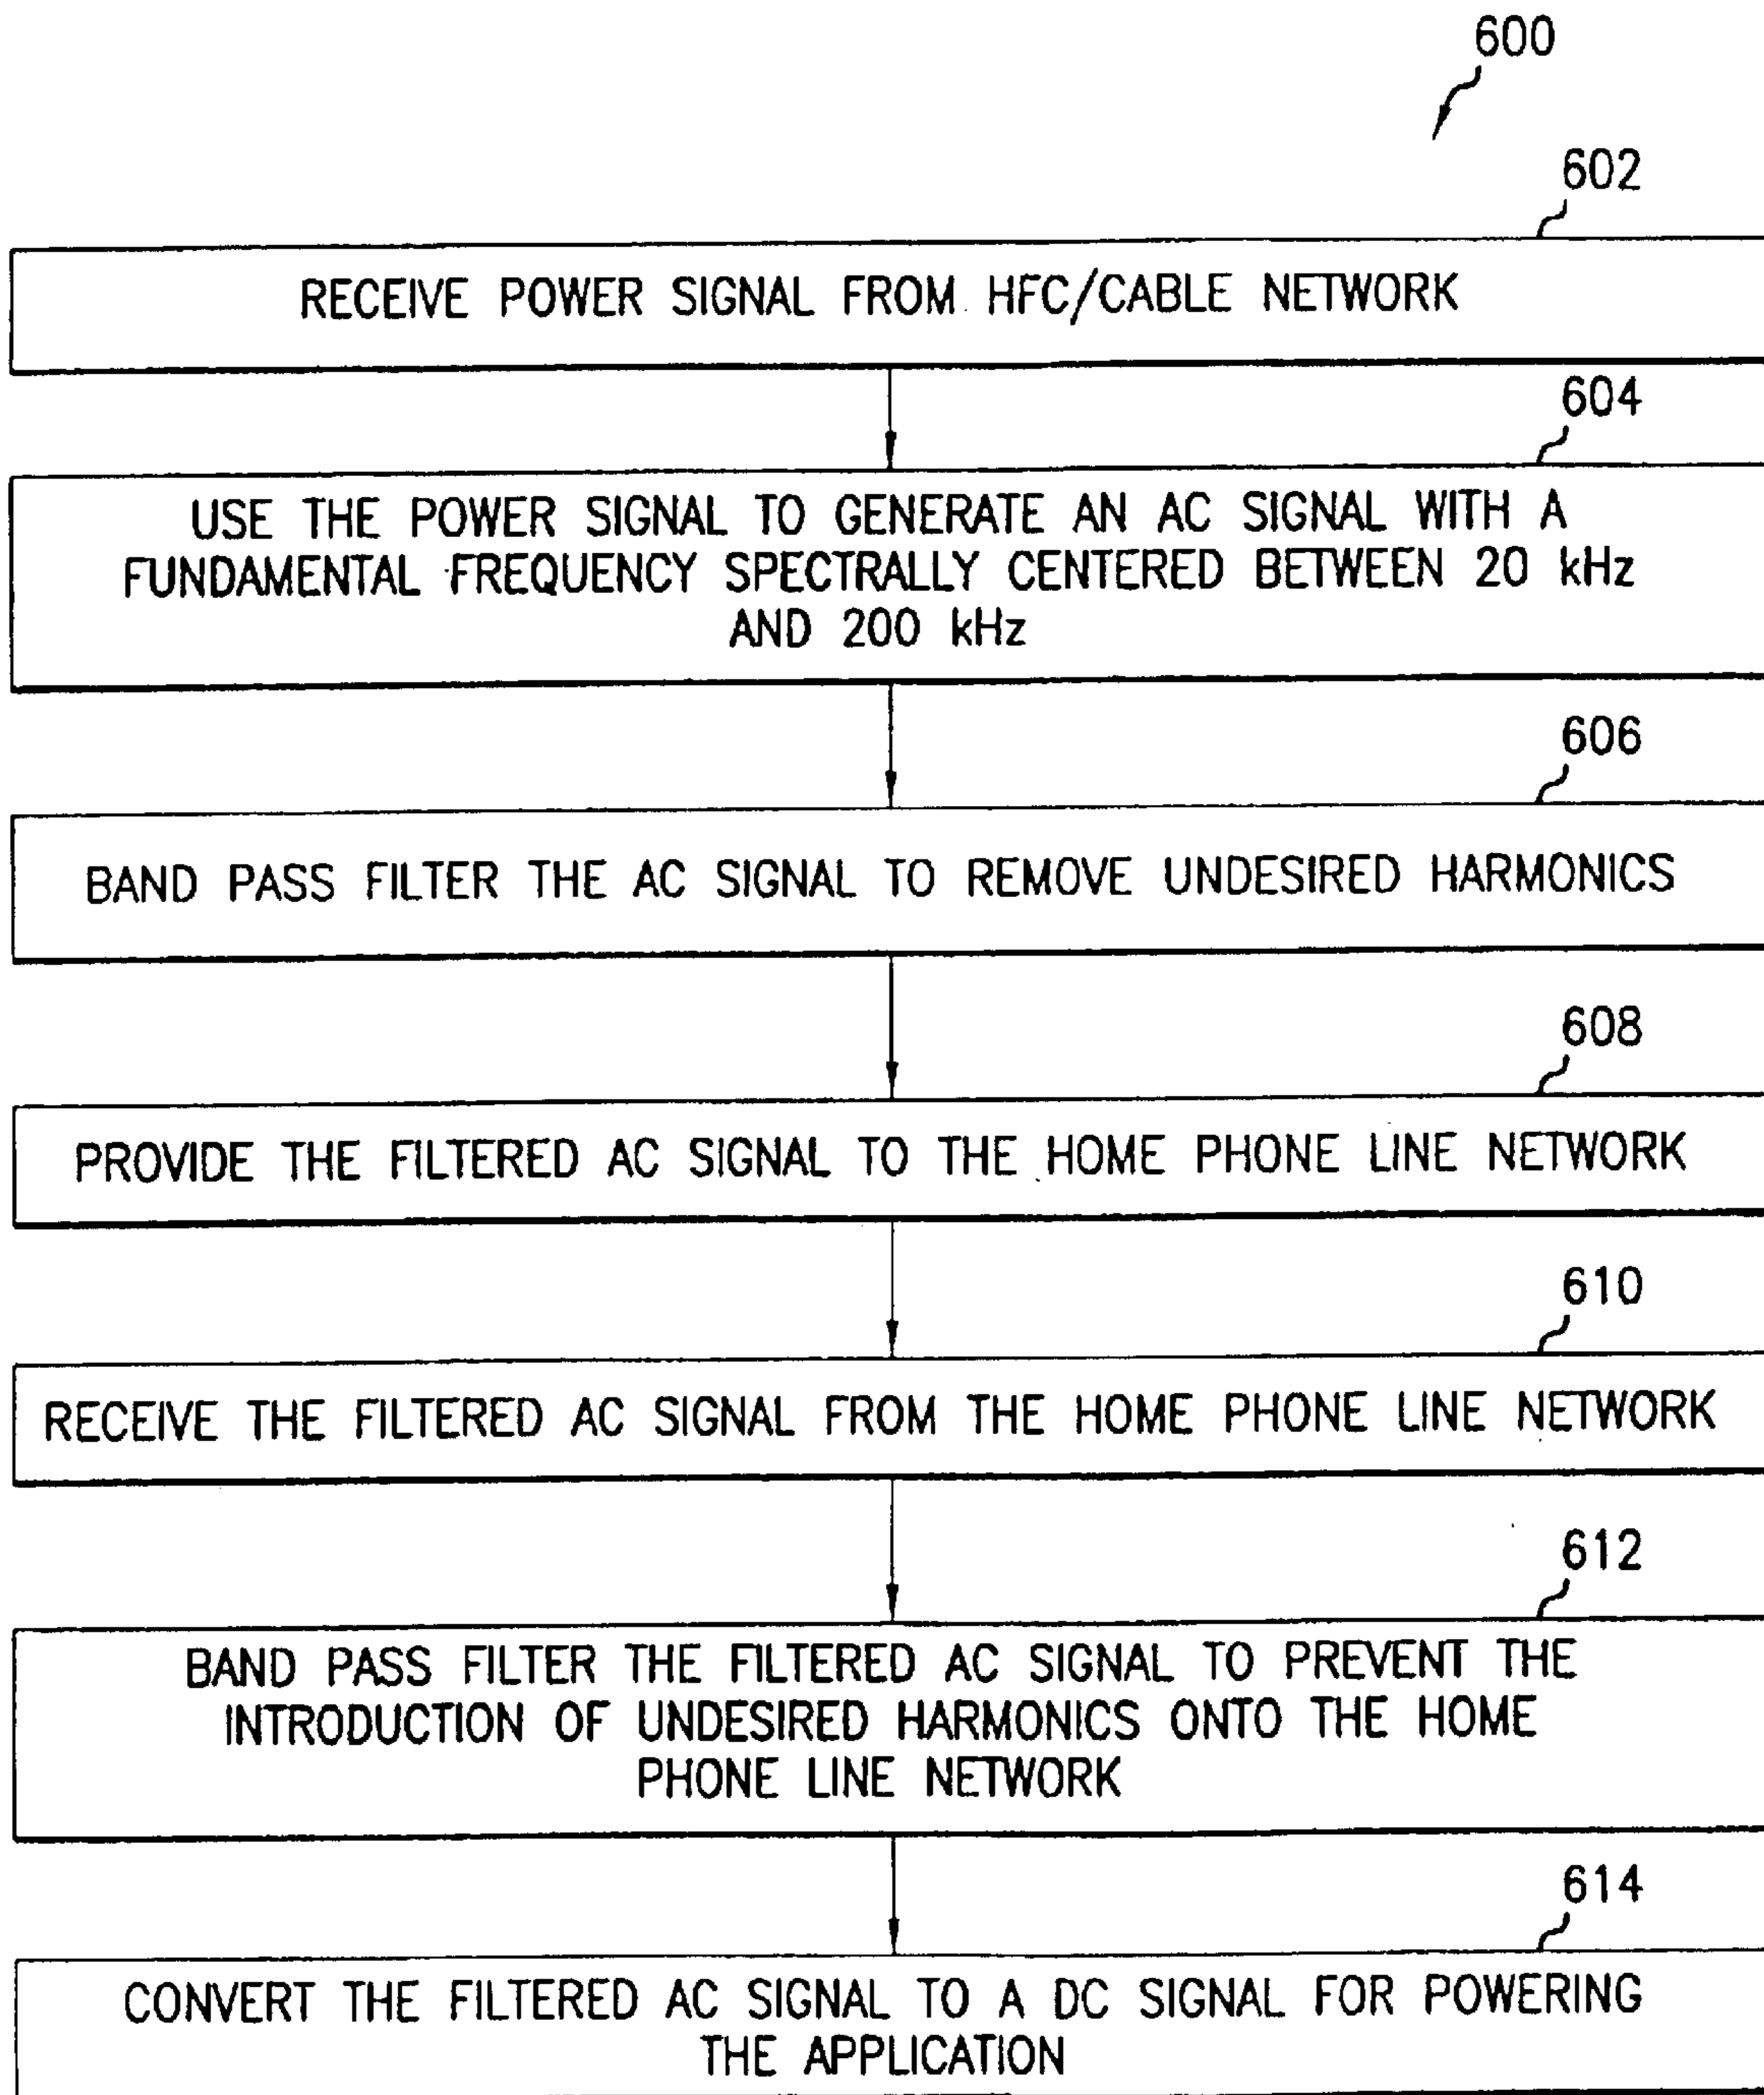 600
602
RECEIVE POWER SIGNAL FROM HFC/CABLE NETWORK
604
USE THE POWER SIGNAL TO GENERATE AN AC SIGNAL WITH A
FUNDAMENTAL FREQUENCY SPECTRALLY CENTERED BETWEEN 20 kHz
AND 200 kHz
606
BAND PASS FILTER THE AC SIGNAL TO REMOVE UNDESIRED HARMONICS
608
PROVIDE THE FILTERED AC SIGNAL TO THE HOME PHONE LINE NETWORK
610
RECEIVE THE FILTERED AC SIGNAL FROM THE HOME PHONE LINE NETWORK
612
BAND PASS FILTER THE FILTERED AC SIGNAL TO PREVENT THE
INTRODUCTION OF UNDESIRED HARMONICS ONTO THE HOME
PHONE LINE NETWORK
614
CONVERT THE FILTERED AC SIGNAL TO A DC SIGNAL FOR POWERING
THE APPLICATION